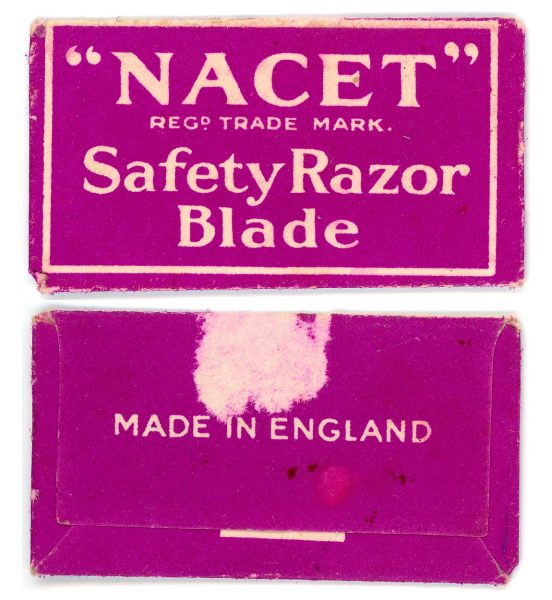 “NACET”
REGD. TRADE MARK.
Safety Razor
Blade
MADE IN ENGLAND